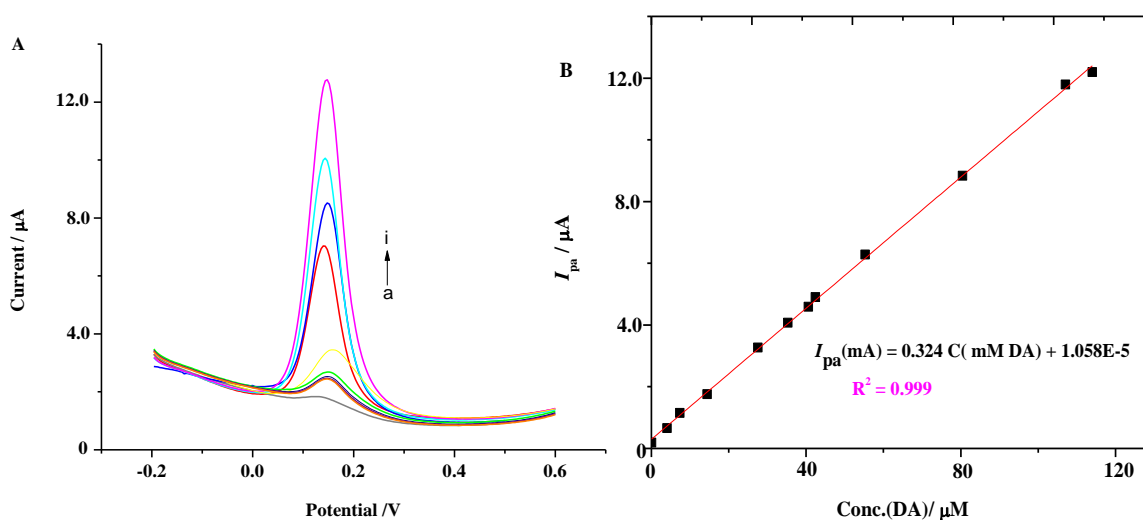 A
12.0
8.0
4.0
0
Current / µA
i
a
-0.2 0.0 0.2 0.4 0.6
Potential /V
B
12.0
8.0
4.0
0
Ipa / µA
Ipa(mA) = 0.324 C( mM DA) + 1.058E-5
R² = 0.999
0 40 80 120
Conc.(DA)/ µM